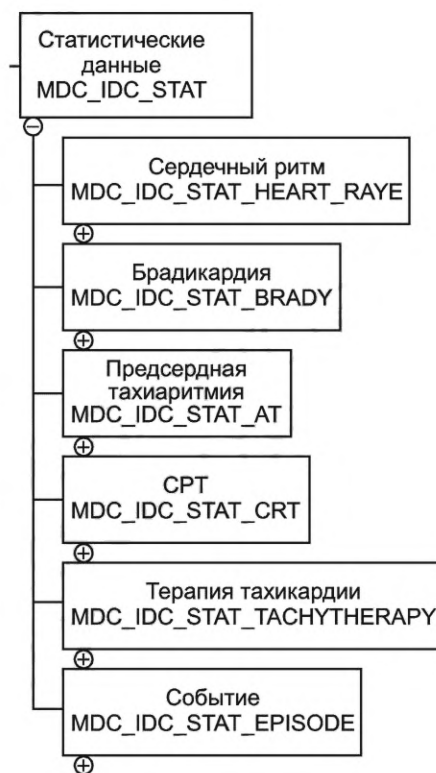 Статистические
данные
MDC_IDC_STAT
Сердечный ритм
MDC_IDC_STAT_HEART_RAYE
Брадикардия
MDC_IDC_STAT_BRADY
Предсердная
тахиаритмия
MDC_IDC_STAT_AT
СРТ
MDC_IDC_STAT_CRT
Терапия тахикардии
MDC_IDC_STAT_TACHYTHERAPY
Событие
MDC_IDC_STAT_EPISODE